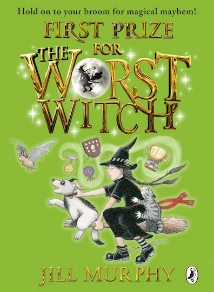 Hold on to your broom for magical mayhem!
FIRST PRIZE
FOR
THE
WORST
WITCH
JILL MURPHY